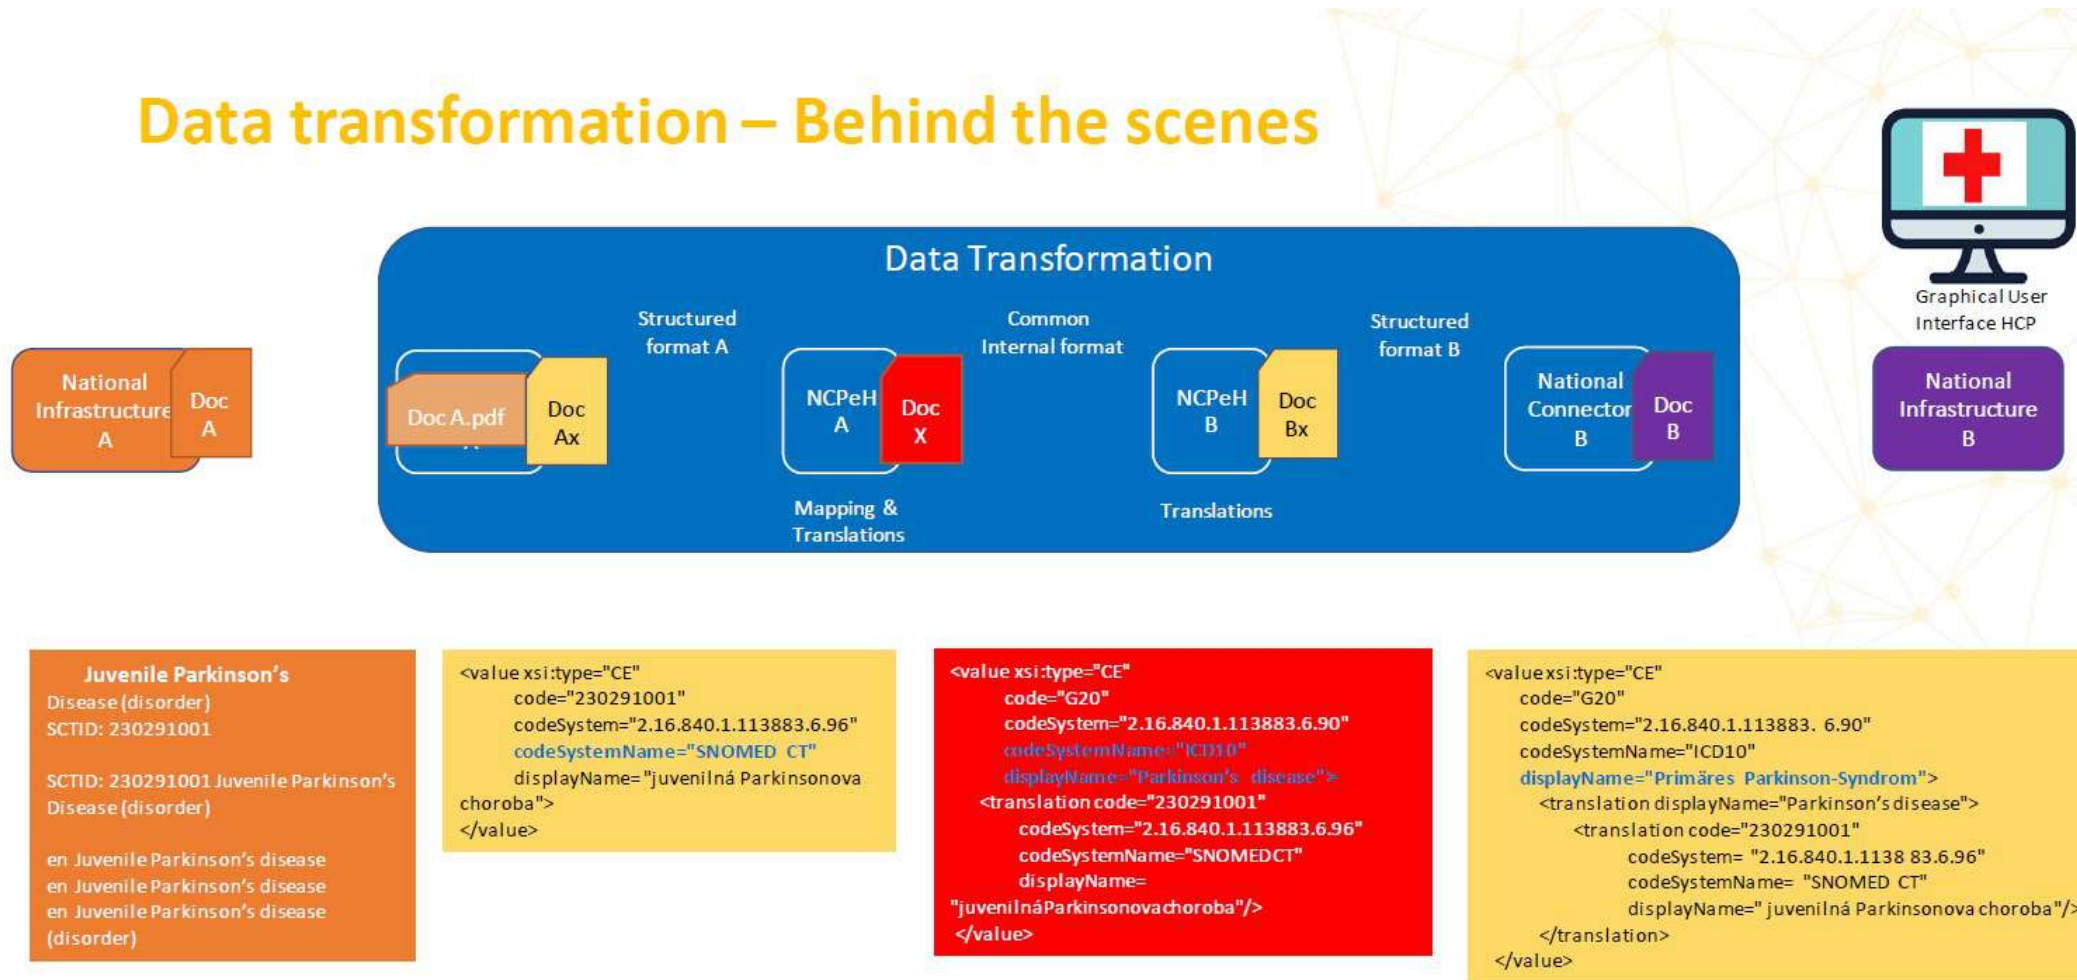 Data transformation – Behind the scenes
Data Transformation
Graphical User
Interface HCP
Structured
format A
Common
Internal format
Structured
format B
National
Infrastructure
A
Doc
A
Doc A.pdf
Doc
Ax
NCPeH
A
Doc
X
NCPeH
B
Doc
Bx
National
Connector
B
Doc
B
National
Infrastructure
B
Mapping &
Translations
Translations
Juvenile Parkinson's
Disease (disorder)
SCTID: 230291001
SCTID: 230291001 Juvenile Parkinson's
Disease (disorder)
en Juvenile Parkinson's disease
en Juvenile Parkinson's disease
en Juvenile Parkinson's disease
(disorder)
<value xsi:type="CE"
code="230291001"
codeSystem="2.16.840.1.113883.6.96"
codeSystemName="SNOMED CT"
displayName="juvenilná Parkinsonova
choroba">
</value>
<value xsi:type="CE"
code="G20"
codeSystem="2.16.840.1.113883.6.90"
codeSystemName="ICD10"
displayName="Parkinson's disease">
<translation code="230291001"
codeSystem="2.16.840.1.113883.6.96"
codeSystemName="SNOMEDCT"
displayName=
"juvenilnáParkinsonovachoroba"/>
</value>
<value xsi:type="CE"
code="G20"
codeSystem="2.16.840.1.113883. 6.90"
codeSystemName="ICD10"
displayName="Primäres Parkinson-Syndrom">
<translation displayName="Parkinson's disease">
<translation code="230291001"
codeSystem= "2.16.840.1.1138 83.6.96"
codeSystemName= "SNOMED CT"
displayName=" juvenilná Parkinsonova choroba"/>
</translation>
</value>